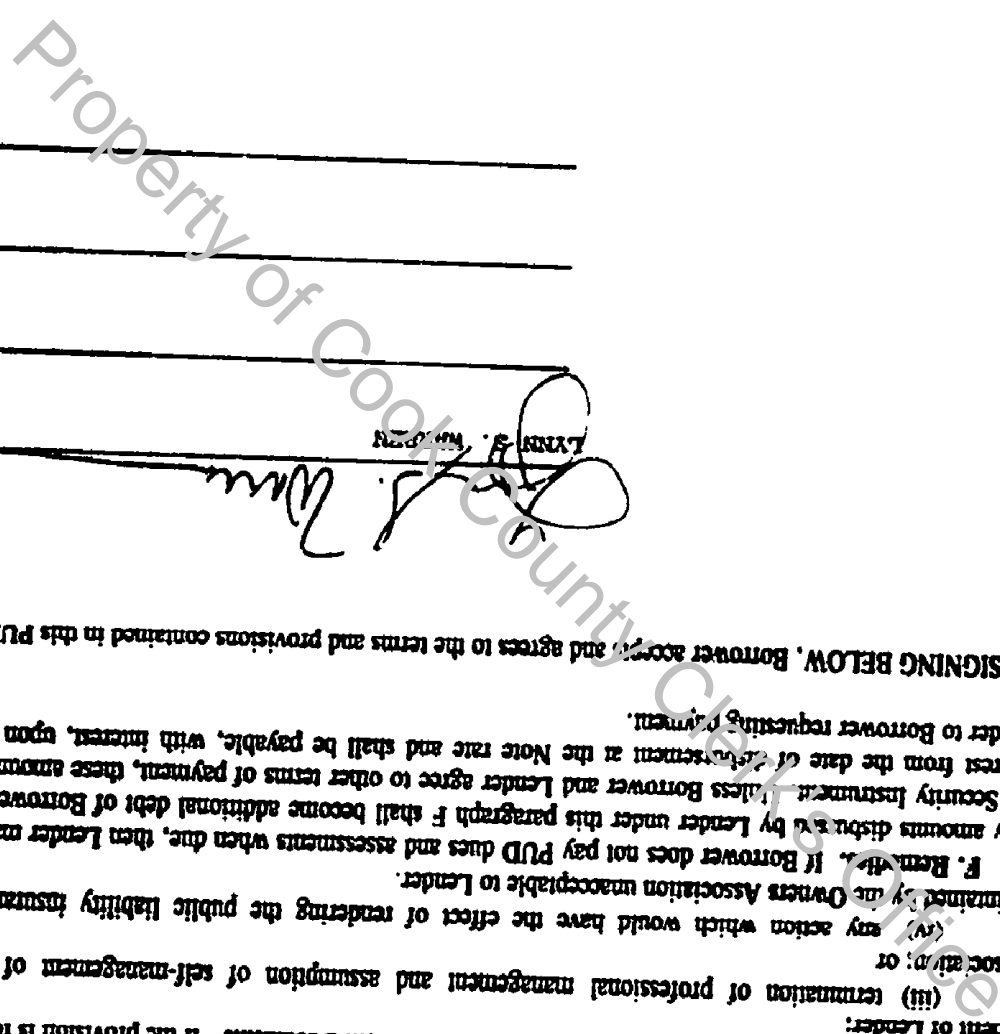 the provision is
ent of Lender;
(iii) termination of professional management and assumption of self-management of
sociation; or
(iv) any action which would have the effect of rendering the public liability insuran
intained by the Owners Association unacceptable to Lender.
F. Remedies. If Borrower does not pay PUD dues and assessments when due, then Lender ma
amounts disbursed by Lender under this paragraph F shall become additional debt of Borrowe
Security Instrument. Unless Borrower and Lender agree to other terms of payment, these amoun
rest from the date of disbursement at the Note rate and shall be payable, with interest, upon
der to Borrower requesting payment.
SIGNING BELOW, Borrower accepts and agrees to the terms and provisions contained in this PU
LYNN S.
Property of Cook County Clerk's Office